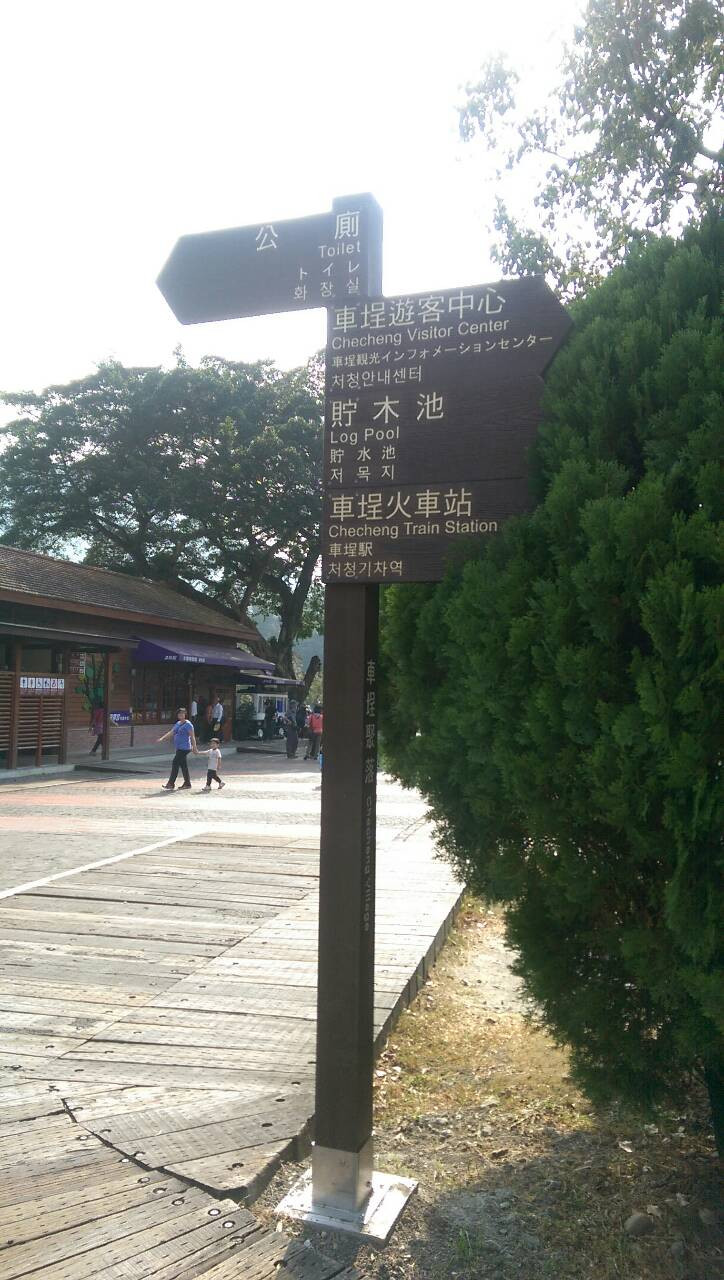 公廁
Toilet
トイレ
화장실
車埕遊客中心
Checheng Visitor Center
車埕観光インフォメーションセンター
처청안내센터
貯木池
Log Pool
貯水池
저목지
車埕火車站
Checheng Train Station
車埕駅
처청기차역
車埕聚落